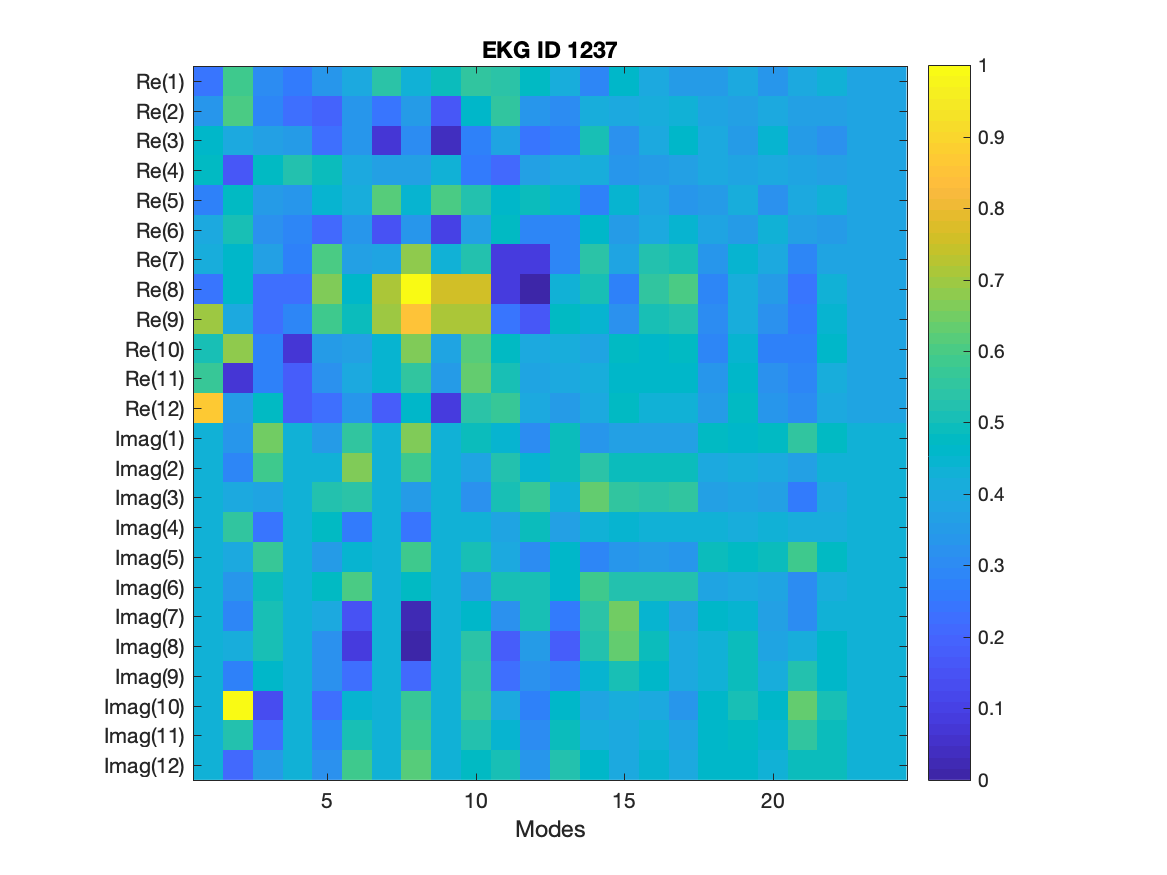 EKG ID 1237
Re(1)
Re(2)
Re(3)
Re(4)
Re(5)
Re(6)
Re(7)
Re(8)
Re(9)
Re(10)
Re(11)
Re(12)
Imag(1)
Imag(2)
Imag(3)
Imag(4)
Imag(5)
Imag(6)
Imag(7)
Imag(8)
Imag(9)
Imag(10)
Imag(11)
Imag(12)
5 10 15 20
Modes
1
0.9
0.8
0.7
0.6
0.5
0.4
0.3
0.2
0.1
0